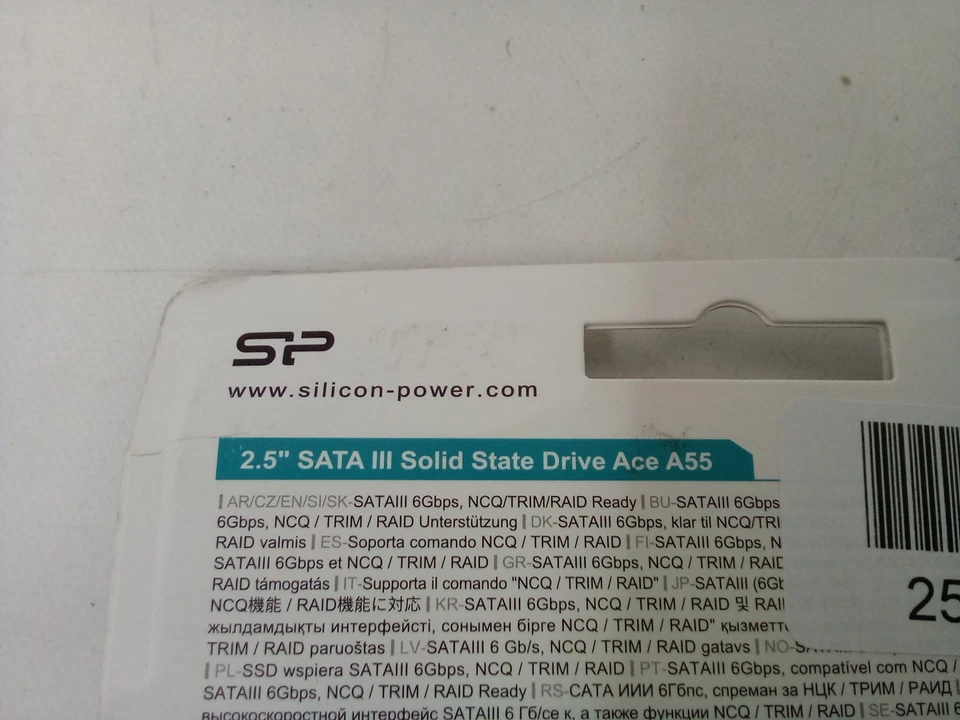 SP
www.silicon-power.com
2.5" SATA III Solid State Drive Ace A55
| AR/CZ/EN/SI/SK-SATAIII 6Gbps, NCQ/TRIM/RAID Ready | BU-SATAIII 6Gbps
6Gbps, NCQ / TRIM / RAID Unterstützung | DK-SATAIII 6Gbps, klar til NCQ/TRI
RAID valmis | ES-Soporta comando NCQ / TRIM / RAID | FI-SATAIII 6Gbps, N
SATAIII 6Gbps et NCQ / TRIM / RAID | GR-SATAIII 6Gbps, NCQ / TRIM / RAID
RAID támogatás | IT-Supporta il comando "NCQ / TRIM / RAID" | JP-SATAIII (6Gb
NCQ機能 / RAID機能に対応 | KR-SATAIII 6Gbps, NCQ / TRIM / RAID 및 RAI
жылдамдықты интерфейсті, сонымен бірге NCQ / TRIM / RAID" қызметт
TRIM / RAID paruoštas | LV-SATAIII 6 Gb/s, NCQ / TRIM / RAID gatavs | NO-
| PL-SSD wspiera SATAIII 6Gbps, NCQ / TRIM / RAID | PT-SATAIII 6Gbps, compatível com NCQ /
SATAIII 6Gbps, NCQ / TRIM / RAID Ready | RS-САТА ИИИ 6Гбпс, спреман за НЦК / ТРИМ / РАИД |
высокоскоростной интерфейс SATAIII 6 Гб/се к, а также функции NCQ / TRIM / RAID | SE-SATAIII 6
25